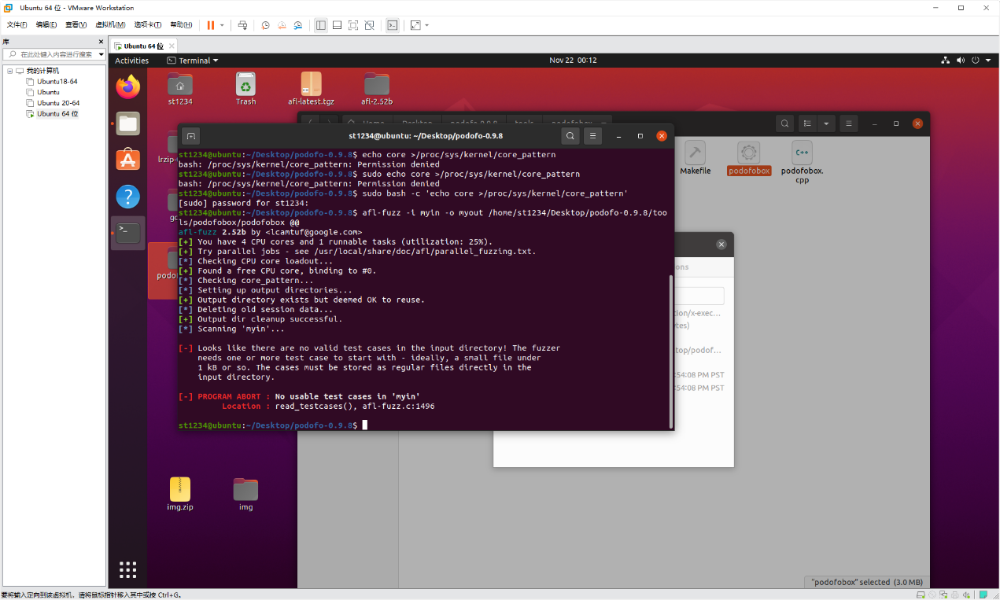 Ubuntu 64 位 - VMware Workstation
文件(F) 编辑(E) 查看(V) 虚拟机(M) 选项卡(T) 帮助(H)
库
在此处键入内容进行搜索
我的计算机
Ubuntu18-64
Ubuntu
Ubuntu 20-64
Ubuntu 64 位
Ubuntu 64 位
Activities
Terminal
Nov 22 00:12
st1234
Trash
afl-latest.tgz
afl-2.52b
Home Desktop podofo-0.9.8 tools podofobox
lrzip-
go
podo
st1234@ubuntu: ~/Desktop/podofo-0.9.8
st1234@ubuntu:~/Desktop/podofo-0.9.8$ echo core >/proc/sys/kernel/core_pattern
bash: /proc/sys/kernel/core_pattern: Permission denied
st1234@ubuntu:~/Desktop/podofo-0.9.8$ sudo echo core >/proc/sys/kernel/core_pattern
bash: /proc/sys/kernel/core_pattern: Permission denied
st1234@ubuntu:~/Desktop/podofo-0.9.8$ sudo bash -c 'echo core >/proc/sys/kernel/core_pattern'
[sudo] password for st1234:
st1234@ubuntu:~/Desktop/podofo-0.9.8$ afl-fuzz -i myin -o myout /home/st1234/Desktop/podofo-0.9.8/too
ls/podofobox/podofobox @@
afl-fuzz 2.52b by <lcamtuf@google.com>
[+] You have 4 CPU cores and 1 runnable tasks (utilization: 25%).
[+] Try parallel jobs - see /usr/local/share/doc/afl/parallel_fuzzing.txt.
[*] Checking CPU core loadout...
[+] Found a free CPU core, binding to #0.
[*] Checking core_pattern...
[*] Setting up output directories...
[+] Output directory exists but deemed OK to reuse.
[*] Deleting old session data...
[+] Output dir cleanup successful.
[*] Scanning 'myin'...
[-] Looks like there are no valid test cases in the input directory! The fuzzer
needs one or more test case to start with - ideally, a small file under
1 kB or so. The cases must be stored as regular files directly in the
input directory.
[-] PROGRAM ABORT : No usable test cases in 'myin'
Location : read_testcases(), afl-fuzz.c:1496
st1234@ubuntu:~/Desktop/podofo-0.9.8$
Makefile
podofobox
C++
podofobox.
cpp
ons
tion/x-exec...
tes)
top/podof...
:54:08 PM PST
:54:08 PM PST
img.zip
img
"podofobox" selected (3.0 MB)
要将输入定向到该虚拟机，请将鼠标指针移入其中或按 Ctrl+G。